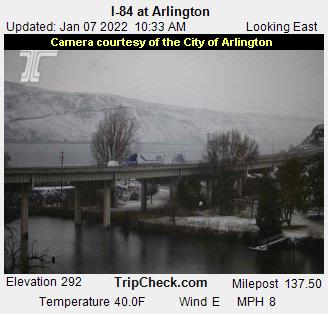 I-84 at Arlington
Updated: Jan 07 2022 10:33 AM Looking East
Camera courtesy of the City of Arlington
Elevation 292 TripCheck.com Milepost 137.50
Temperature 40.0F Wind E MPH 8